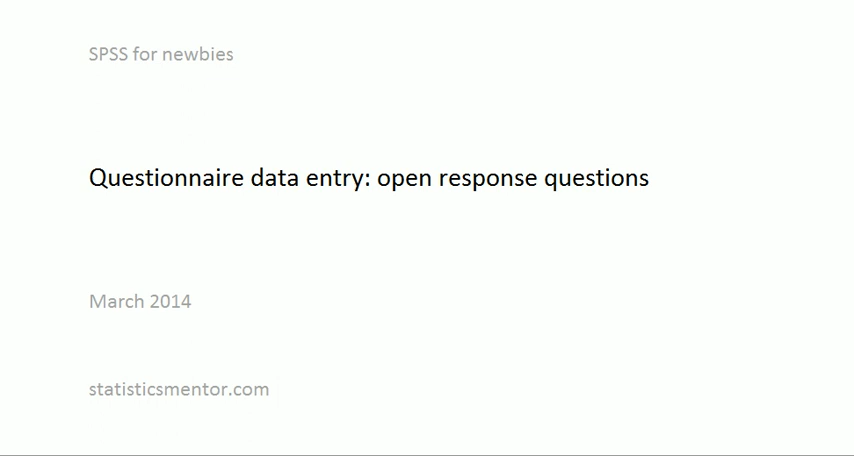 SPSS for newbies
Questionnaire data entry: open response questions
March 2014
statisticsmentor.com